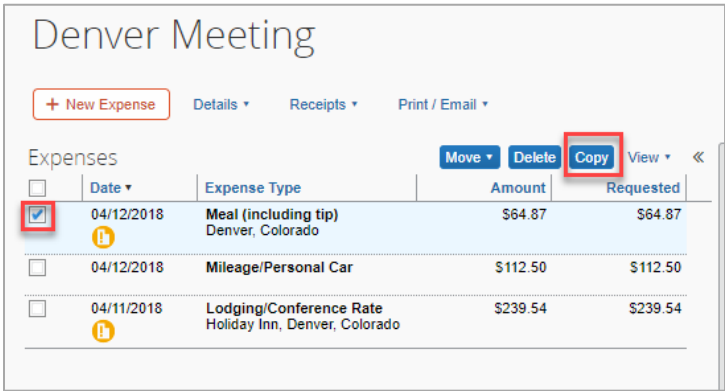 Denver Meeting
+ New Expense Details ▾ Receipts ▾ Print / Email ▾
Expenses Move ▾ Delete Copy View ▾ «
Date ▾ Expense Type Amount Requested
04/12/2018 Meal (including tip) $64.87 $64.87
Denver, Colorado
04/12/2018 Mileage/Personal Car $112.50 $112.50
04/11/2018 Lodging/Conference Rate $239.54 $239.54
Holiday Inn, Denver, Colorado